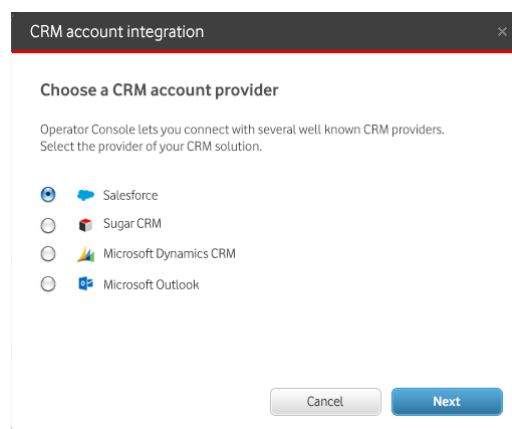 CRM account integration
Choose a CRM account provider
Operator Console lets you connect with several well known CRM providers.
Select the provider of your CRM solution.
Salesforce
Sugar CRM
Microsoft Dynamics CRM
Microsoft Outlook
Cancel
Next